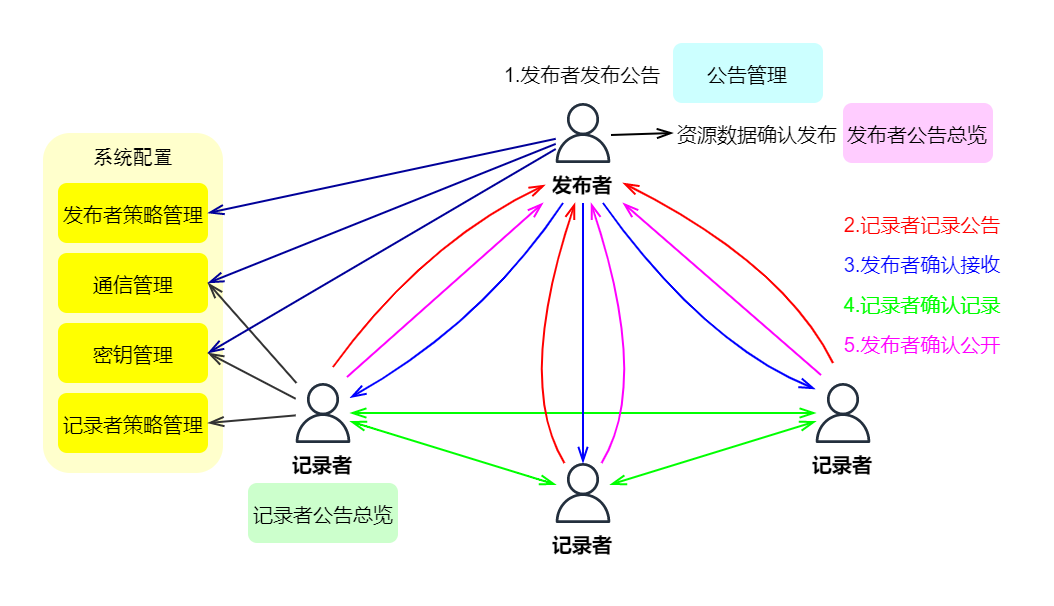 1.发布者发布公告
公告管理
资源数据确认发布
发布者公告总览
发布者
系统配置
发布者策略管理
通信管理
密钥管理
记录者策略管理
2.记录者记录公告
3.发布者确认接收
4.记录者确认记录
5.发布者确认公开
记录者
记录者
记录者公告总览
记录者